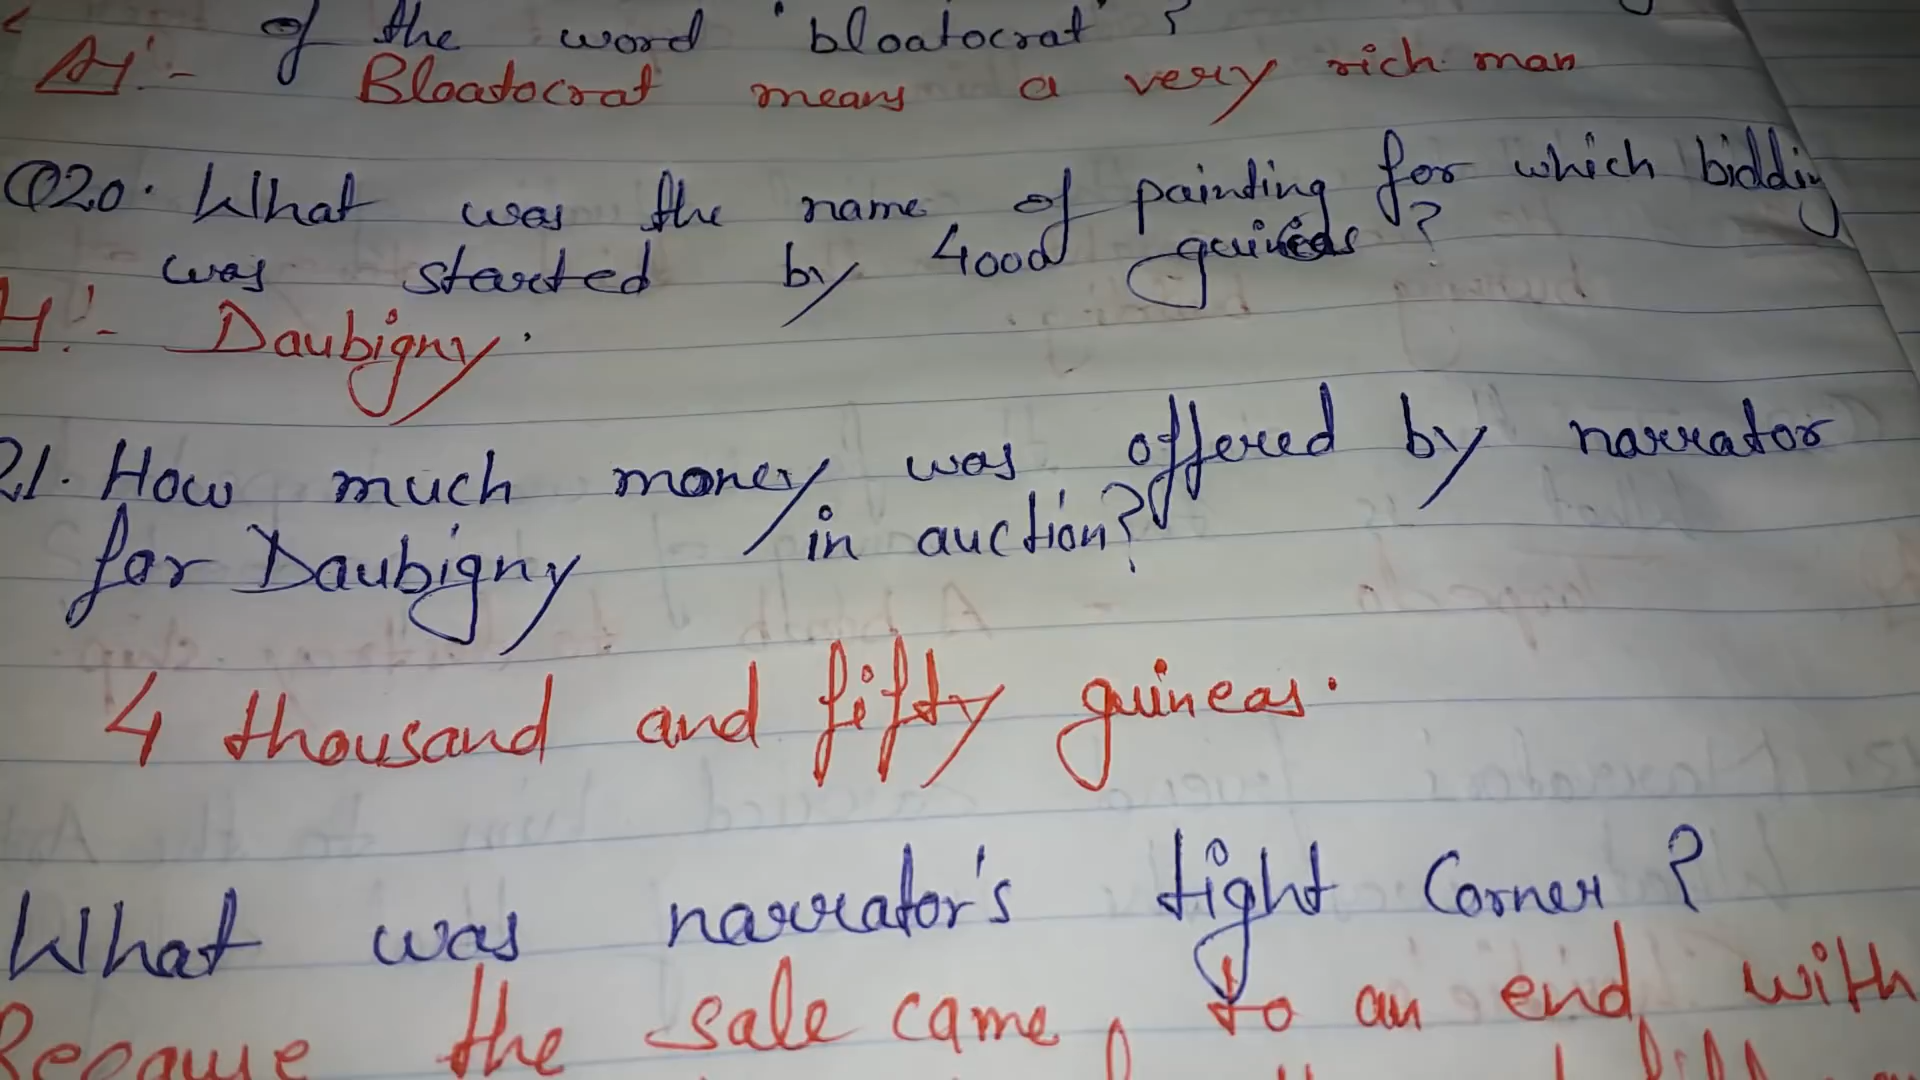 of the word 'bloatocrat' ?
A:- Bloatocrat means a very rich man
Q20. What was the name of painting for which bidding
was started by 4000 guineas ?
Daubigny.
21. How much money was offered by narrator
for Daubigny in auction?
4 thousand and fifty guineas.
What was narrator's tight Corner ?
Because the sale came to an end with